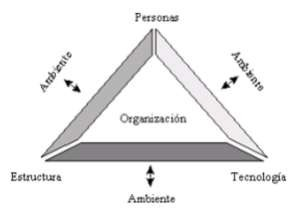 Personas
Ambiente
Ambiente
Organización
Estructura
Tecnología
Ambiente